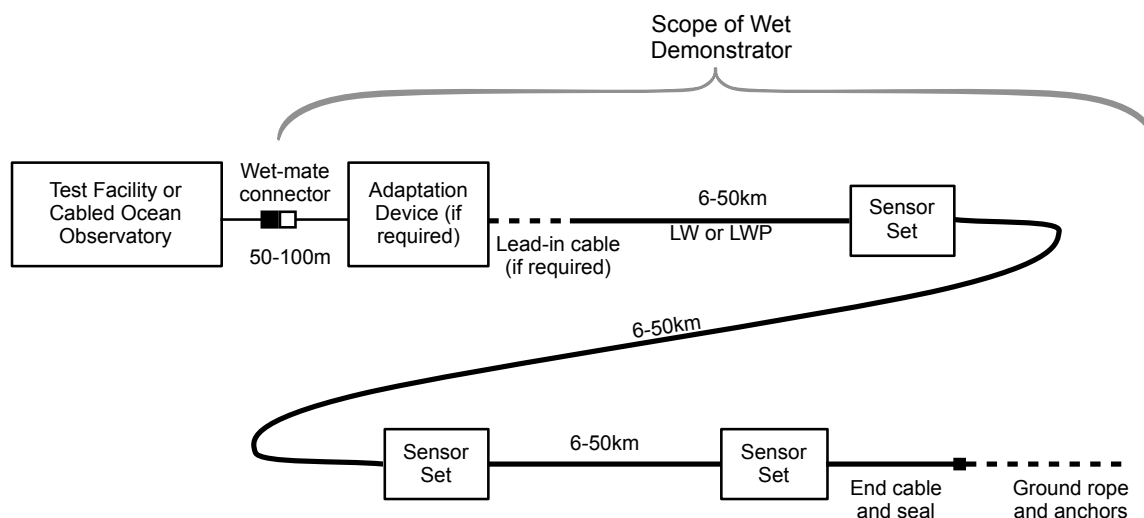 Scope of Wet
Demonstrator
Test Facility or
Cabled Ocean
Observatory
Wet-mate
connector
50-100m
Adaptation
Device (if
required)
Lead-in cable
(if required)
6-50km
LW or LWP
Sensor
Set
6-50km
Sensor
Set
6-50km
Sensor
Set
End cable
and seal
Ground rope
and anchors